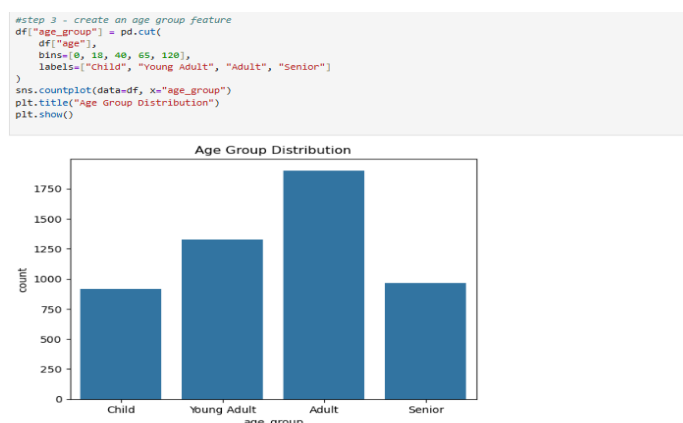 #step 3 - create an age group feature
df["age_group"] = pd.cut(
    df["age"],
    bins=[0, 18, 40, 65, 120],
    labels=["Child", "Young Adult", "Adult", "Senior"]
)
sns.countplot(data=df, x="age_group")
plt.title("Age Group Distribution")
plt.show()
Age Group Distribution
1750
1500
1250
1000
750
500
250
0
count
Child Young Adult Adult Senior
age_group